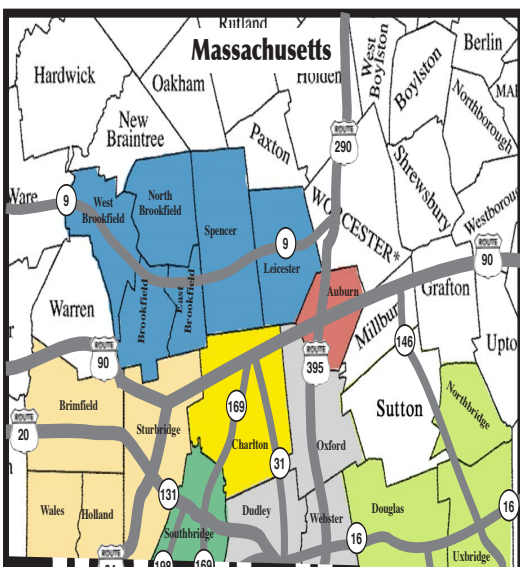 Rutland
Massachusetts
Berlin
Hardwick
Oakham
Holden
West
Boylston
Boylston
Northborough
New
Braintree
Paxton
ROUTE
290
Shrewsbury
Ware
9
West
Brookfield
North
Brookfield
Spencer
WORCESTER*
Westborou
9
Leicester
ROUTE
90
Brookfield
East
Brookfield
Auburn
Grafton
Warren
Millbur
Upto
ROUTE
90
146
ROUTE
395
Brimfield
169
Sutton
Northbridge
ROUTE
20
Sturbridge
Charlton
Oxford
31
131
Wales
Holland
Dudley
Webster
Douglas
16
Southbridge
16
Uxbridge
ROUTE
198
169